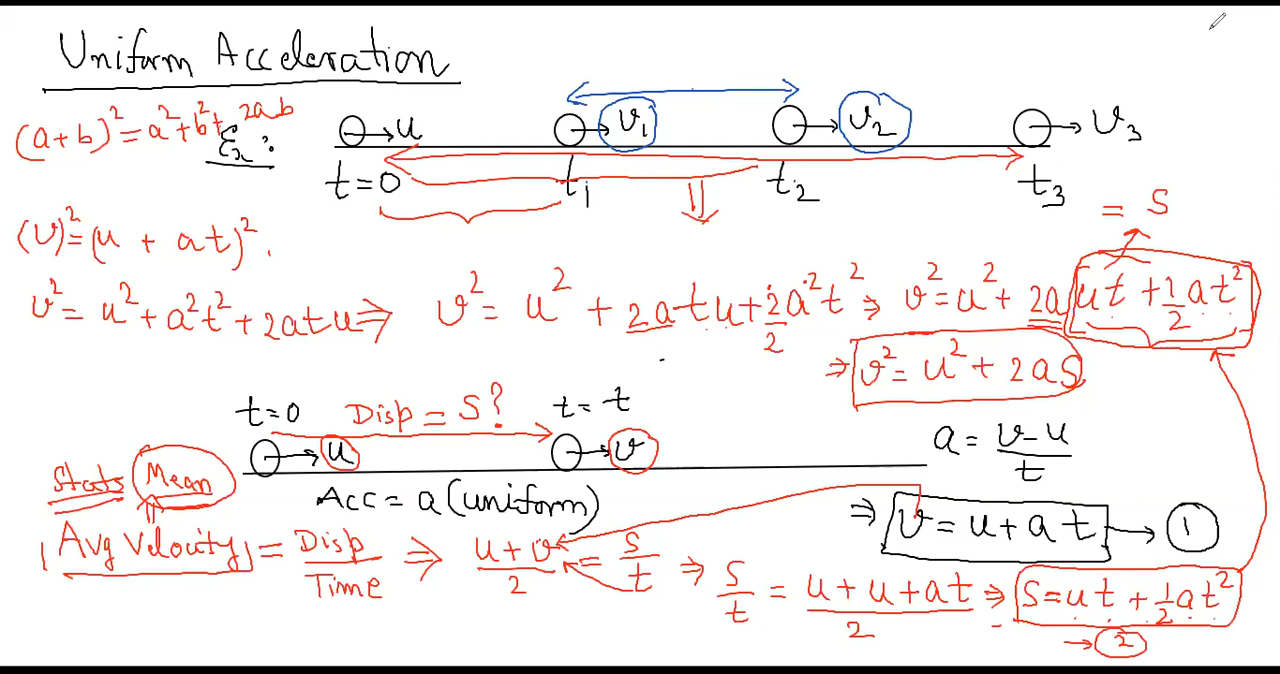 Uniform Acceleration
(a+b)² = a² + b² + 2ab
Ex:
u v₁ v₂ v₃
t=0 t₁ t₂ t₃
= S
(v)² = (u + at)².
v² = u² + a²t² + 2atu ⇒ v² = u² + 2atu + 2/2 a²t² ⇒ v² = u² + 2a(ut + 1/2 at²
⇒ v² = u² + 2as
t=0 Disp = S? t=t
u v
a = (v-u)/t
Stats Mean
Acc = a (uniform)
⇒ v = u + at → 1
Avg Velocity = Disp/Time ⇒ (u+v)/2 = s/t ⇒ s/t = (u+u+at)/2 ⇒ S=ut + 1/2 at²
→ 2